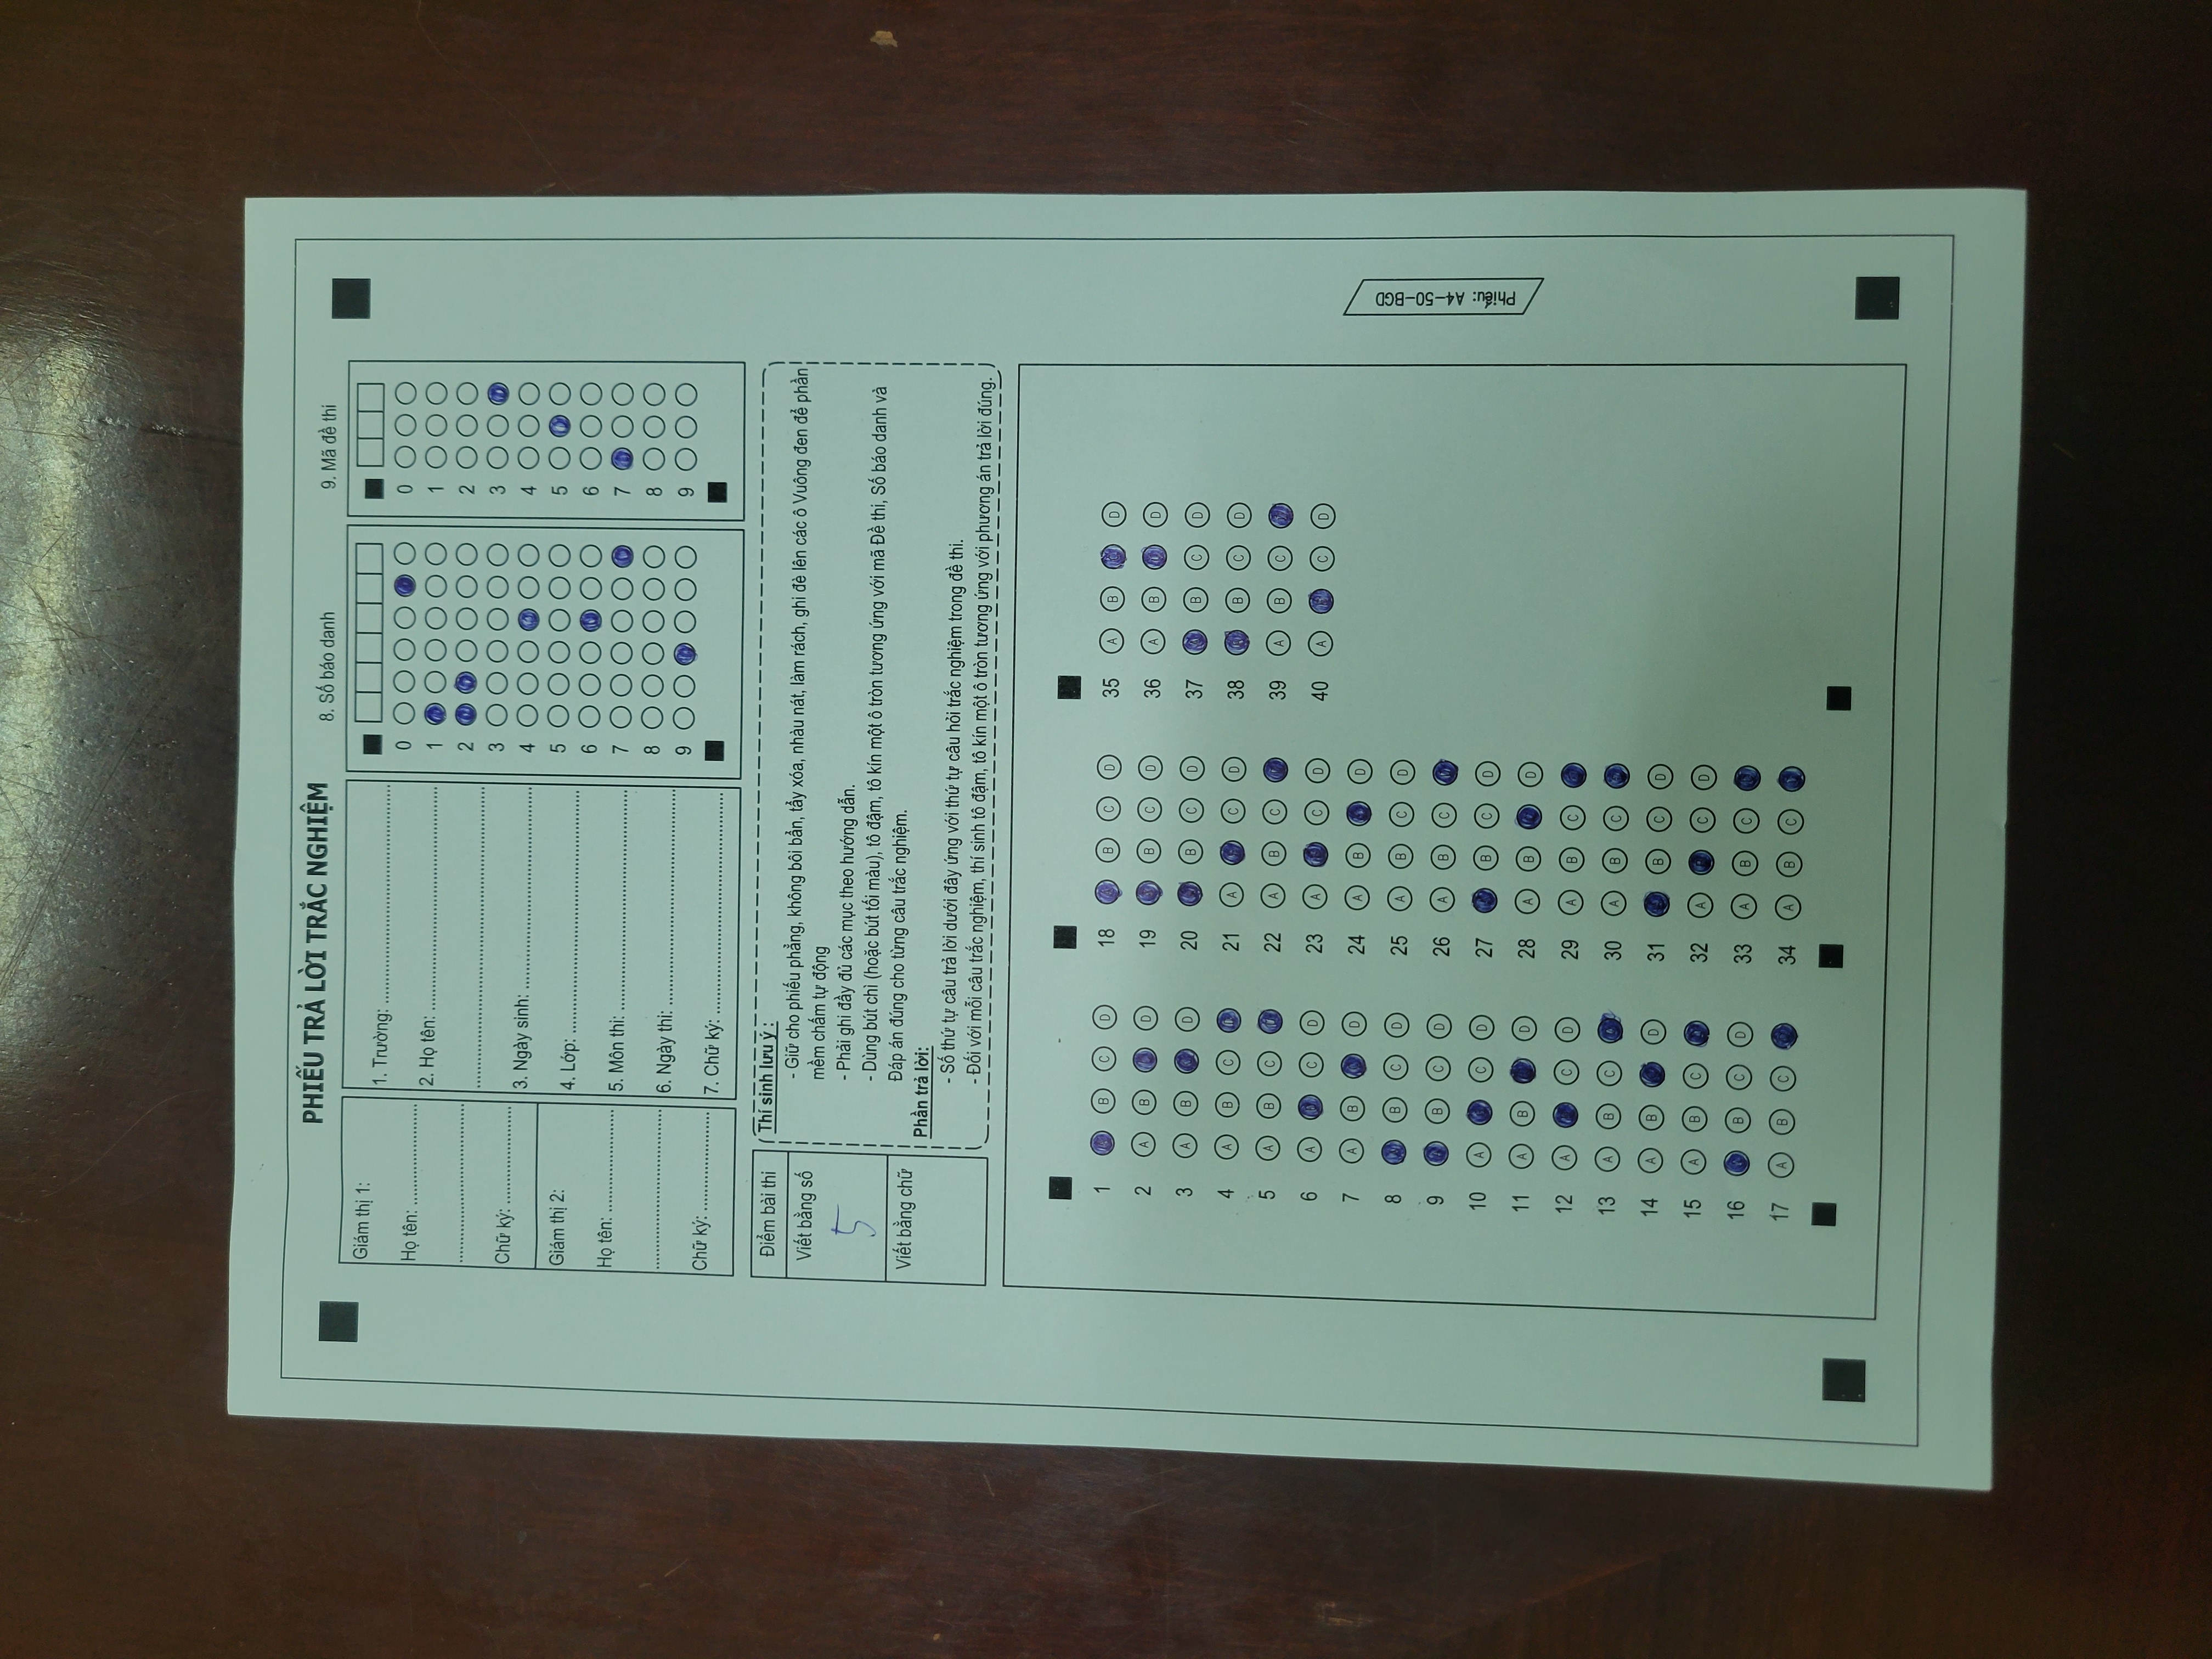 PHIẾU TRẢ LỜI TRẮC NGHIỆM
Giám thị 1:
Họ tên: ....................
................................
Chữ ký: ....................
Giám thị 2:
Họ tên: ....................
................................
Chữ ký: ....................
1. Trường: ............................................
2. Họ tên: ............................................
............................................................
3. Ngày sinh: ........................................
4. Lớp: .................................................
5. Môn thi: ............................................
6. Ngày thi: ...........................................
7. Chữ ký: ............................................
8. Số báo danh
0
1
2
3
4
5
6
7
8
9
9. Mã đề thi
0
1
2
3
4
5
6
7
8
9
Điểm bài thi
Viết bằng số
5
Viết bằng chữ
Thí sinh lưu ý :
- Giữ cho phiếu phẳng, không bôi bẩn, tẩy xóa, nhàu nát, làm rách, ghi đè lên các ô Vuông đen để phần
mềm chấm tự động
- Phải ghi đầy đủ các mục theo hướng dẫn.
- Dùng bút chì (hoặc bút tối màu), tô đậm, tô kín một ô tròn tương ứng với mã Đề thi, Số báo danh và
Đáp án đúng cho từng câu trắc nghiệm.
Phần trả lời:
- Số thứ tự câu trả lời dưới đây ứng với thứ tự câu hỏi trắc nghiệm trong đề thi.
- Đối với mỗi câu trắc nghiệm, thí sinh tô đậm, tô kín một ô tròn tương ứng với phương án trả lời đúng.
1 B C D
2 A B D
3 A B D
4 A B C
5 A B C
6 A C D
7 A B D
8 B C D
9 B C D
10 A C D
11 A B D
12 A C D
13 A B C
14 A B D
15 A B C
16 B C D
17 A B C
18 B C D
19 B C D
20 B C D
21 A C D
22 A B C
23 A C D
24 A B D
25 A B C D
26 A B C
27 B C D
28 A B D
29 A B C
30 A B C
31 B C D
32 A C D
33 A B C
34 A B C
35 A B D
36 A B D
37 B C D
38 B C D
39 A B C
40 A C D
Phiếu: A4-50-BGD